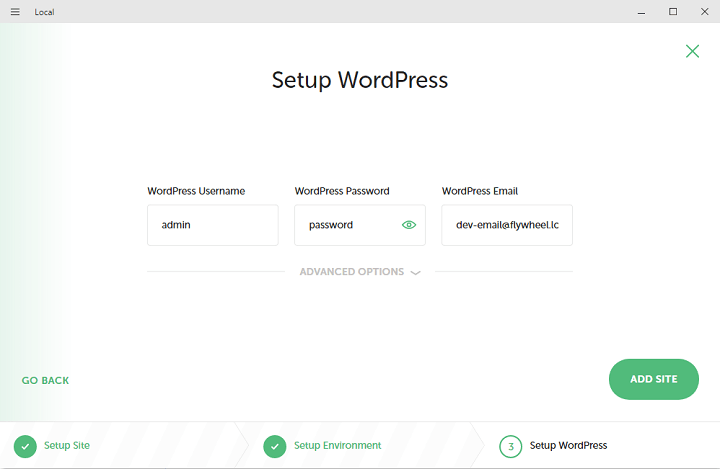 Local
Setup WordPress
WordPress Username
WordPress Password
WordPress Email
admin
password
dev-email@flywheel.lc
ADVANCED OPTIONS
GO BACK
ADD SITE
Setup Site
Setup Environment
3
Setup WordPress